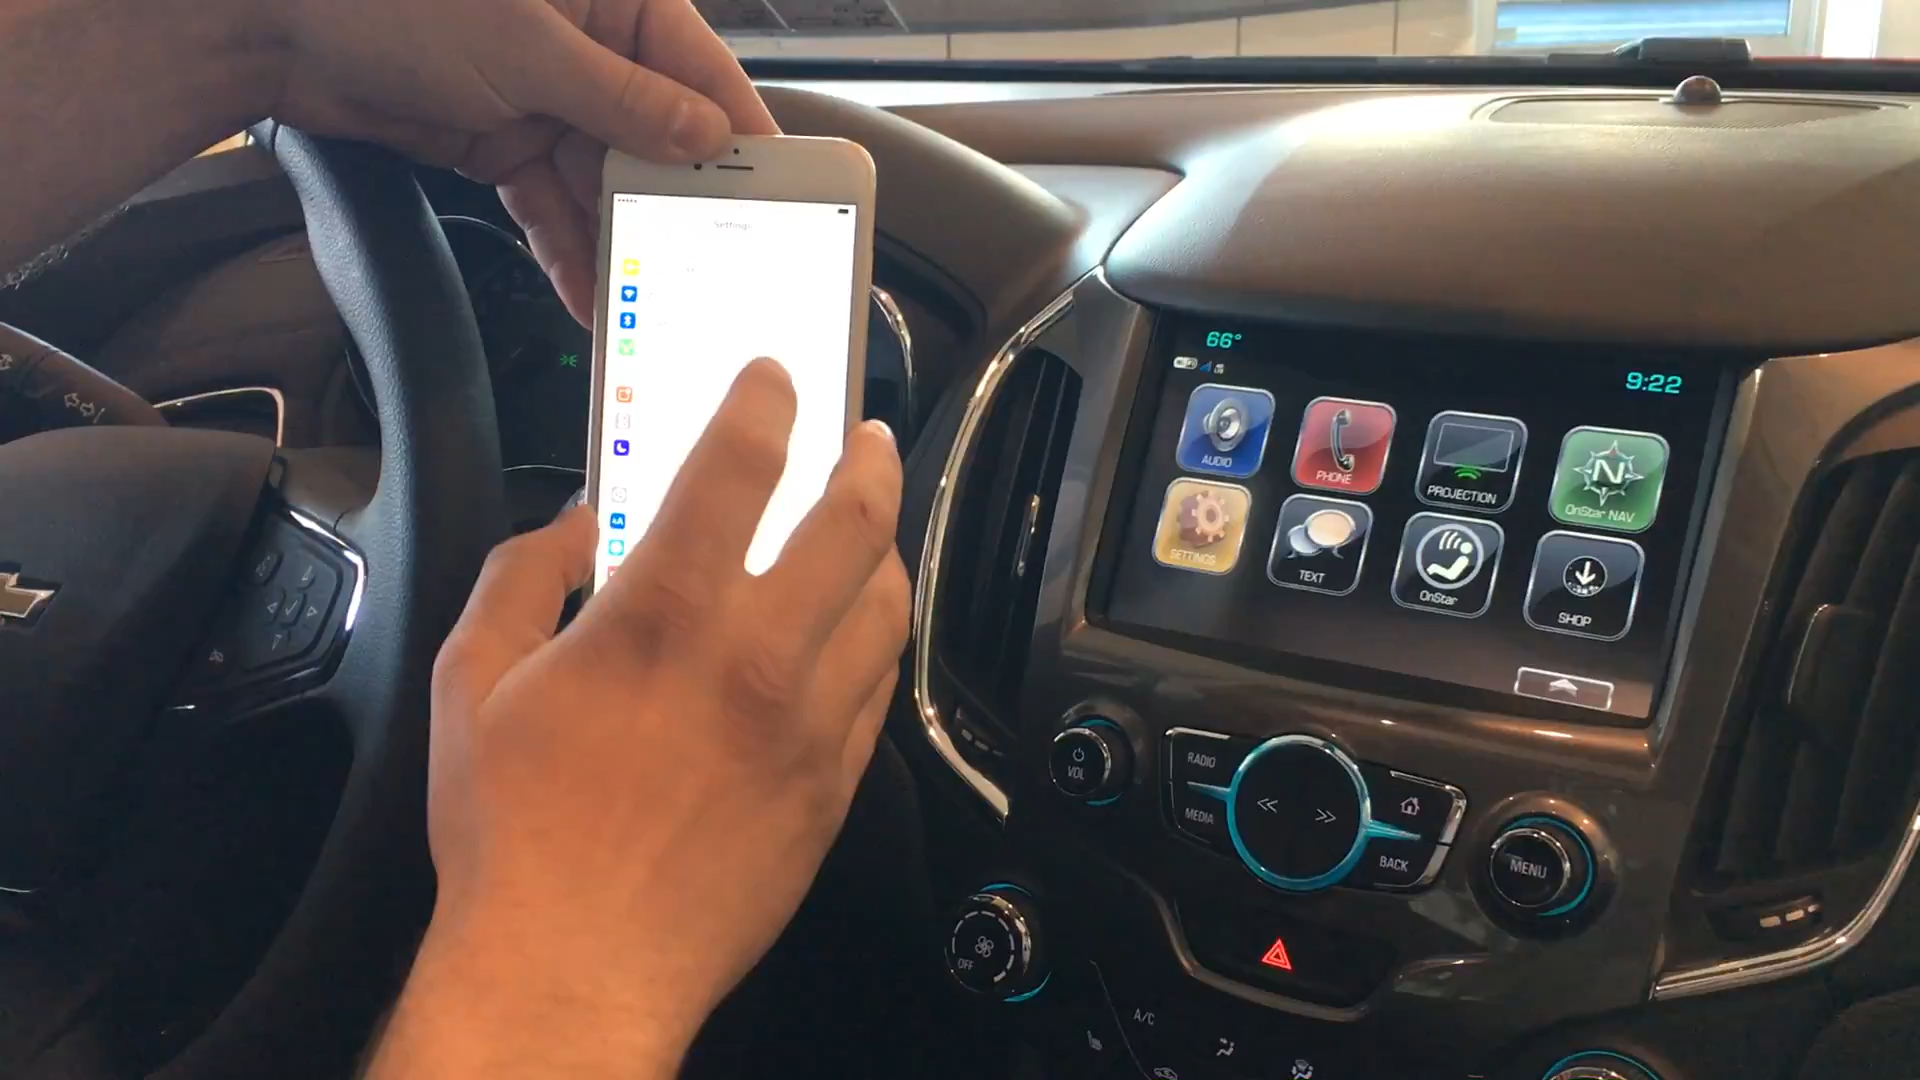 Settings
66°
9:22
AUDIO
PHONE
PROJECTION
OnStar NAV
SETTINGS
TEXT
OnStar
SHOP
VOL
RADIO
MEDIA
BACK
MENU
OFF
A/C